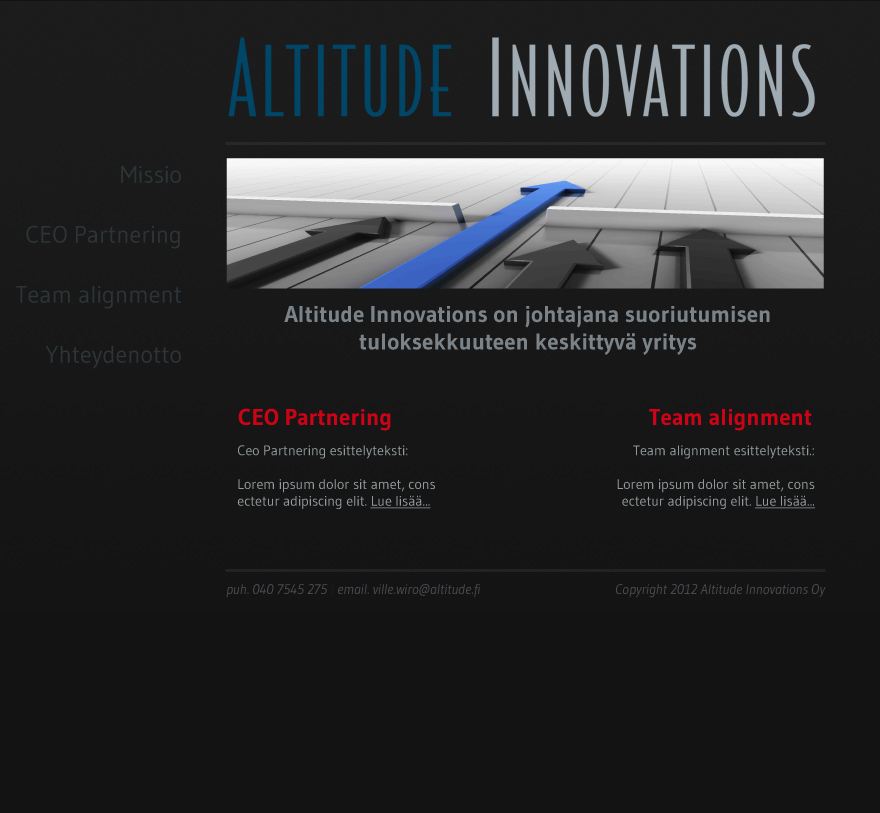 Altitude Innovations
Missio
CEO Partnering
Team alignment
Yhteydenotto
Altitude Innovations on johtajana suoriutumisen
tuloksekkuuteen keskittyvä yritys
CEO Partnering
Ceo Partnering esittelyteksti:
Lorem ipsum dolor sit amet, cons
ectetur adipiscing elit. Lue lisää...
Team alignment
Team alignment esittelyteksti.:
Lorem ipsum dolor sit amet, cons
ectetur adipiscing elit. Lue lisää...
puh. 040 7545 275 | email. ville.wiro@altitude.fi
Copyright 2012 Altitude Innovations Oy